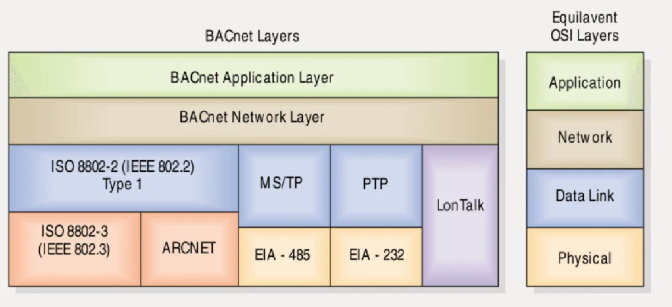 BACnet Layers
Equilavent
OSI Layers
BACnet Application Layer
Application
BACnet Network Layer
Network
ISO 8802-2 (IEEE 802.2)
Type 1
MS/TP
PTP
LonTalk
Data Link
ISO 8802-3
(IEEE 802.3)
ARCNET
EIA - 485
EIA - 232
Physical